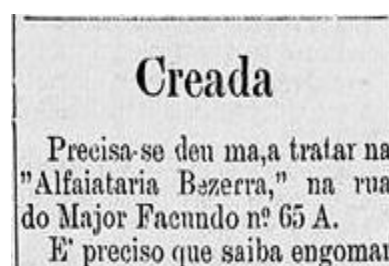 Creada
Precisa-se deu ma,a tratar na
"Alfaiataria Bezerra," na rua
do Major Facundo nº 65 A.
E' preciso que saiba engomar